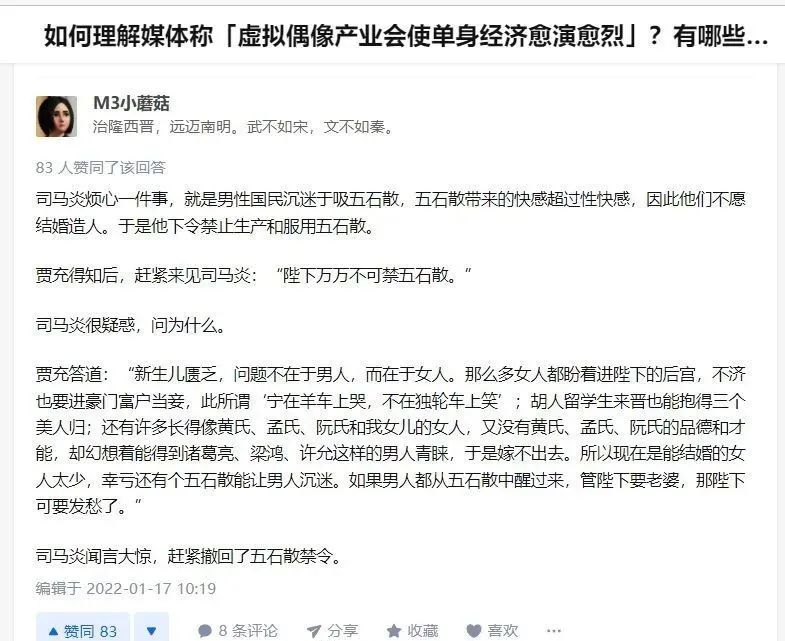 如何理解媒体称「虚拟偶像产业会使单身经济愈演愈烈」？有哪些...
M3小蘑菇
治隆西晋，远迈南明。武不如宋，文不如秦。
83 人赞同了该回答
司马炎烦心一件事，就是男性国民沉迷于吸五石散，五石散带来的快感超过性快感，因此他们不愿
结婚造人。于是他下令禁止生产和服用五石散。
贾充得知后，赶紧来见司马炎：“陛下万万不可禁五石散。”
司马炎很疑惑，问为什么。
贾充答道：“新生儿匮乏，问题不在于男人，而在于女人。那么多女人都盼着进陛下的后宫，不济
也要进豪门富户当妾，此所谓‘宁在羊车上哭，不在独轮车上笑’；胡人留学生来晋也能抱得三个
美人归；还有许多长得像黄氏、孟氏、阮氏和我女儿的女人，又没有黄氏、孟氏、阮氏的品德和才
能，却幻想着能得到诸葛亮、梁鸿、许允这样的男人青睐，于是嫁不出去。所以现在是能结婚的女
人太少，幸亏还有个五石散能让男人沉迷。如果男人都从五石散中醒过来，管陛下要老婆，那陛下
可要发愁了。”
司马炎闻言大惊，赶紧撤回了五石散禁令。
编辑于 2022-01-17 10:19
▲ 赞同 83 ▼ 8 条评论 分享 收藏 喜欢 ...